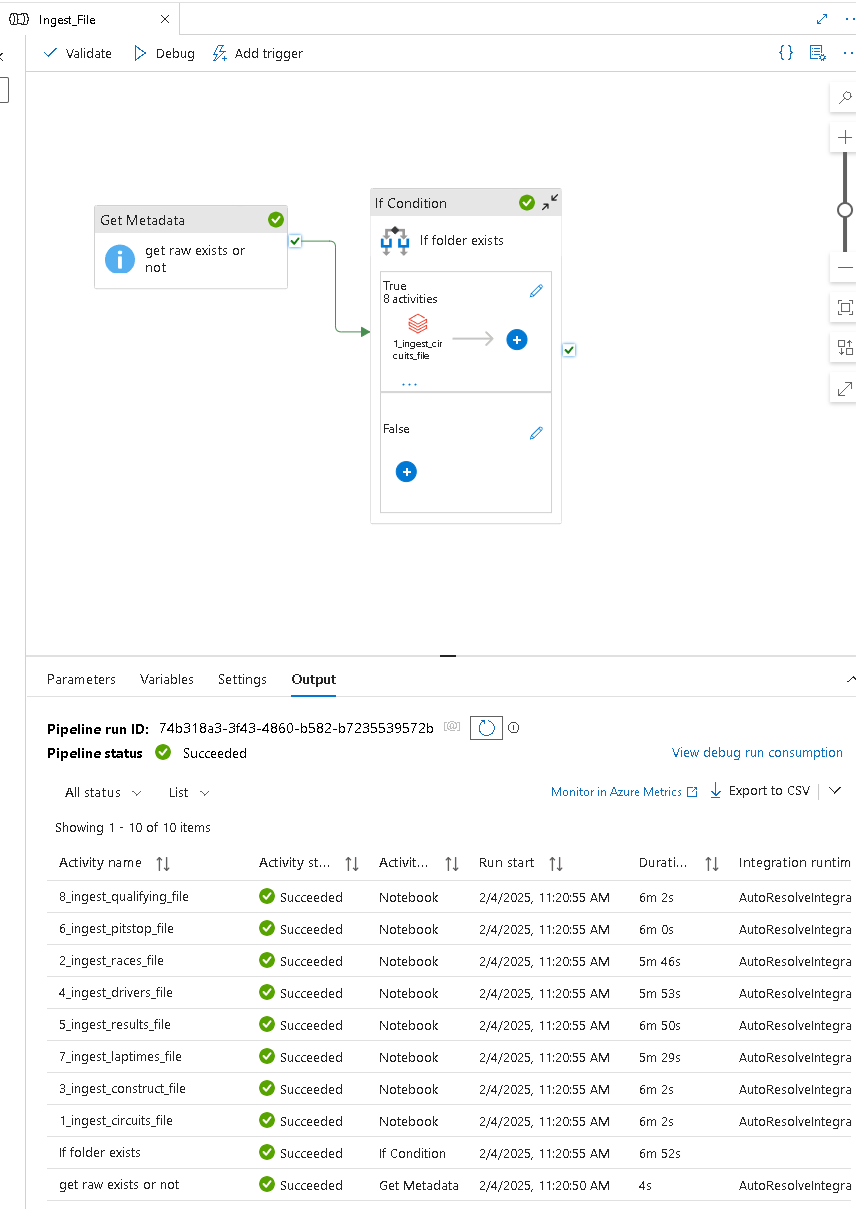 Ingest_File
Validate Debug Add trigger
Get Metadata
get raw exists or
not
If Condition
If folder exists
True
8 activities
1_ingest_cir
cuits_file
...
False
Parameters Variables Settings Output
Pipeline run ID: 74b318a3-3f43-4860-b582-b7235539572b
Pipeline status Succeeded
View debug run consumption
All status List
Monitor in Azure Metrics Export to CSV
Showing 1 - 10 of 10 items
Activity name Activity st... Activit... Run start Durati... Integration runtim
8_ingest_qualifying_file Succeeded Notebook 2/4/2025, 11:20:55 AM 6m 2s AutoResolveIntegra
6_ingest_pitstop_file Succeeded Notebook 2/4/2025, 11:20:55 AM 6m 0s AutoResolveIntegra
2_ingest_races_file Succeeded Notebook 2/4/2025, 11:20:55 AM 5m 46s AutoResolveIntegra
4_ingest_drivers_file Succeeded Notebook 2/4/2025, 11:20:55 AM 5m 53s AutoResolveIntegra
5_ingest_results_file Succeeded Notebook 2/4/2025, 11:20:55 AM 6m 50s AutoResolveIntegra
7_ingest_laptimes_file Succeeded Notebook 2/4/2025, 11:20:55 AM 5m 29s AutoResolveIntegra
3_ingest_construct_file Succeeded Notebook 2/4/2025, 11:20:55 AM 6m 2s AutoResolveIntegra
1_ingest_circuits_file Succeeded Notebook 2/4/2025, 11:20:55 AM 6m 2s AutoResolveIntegra
If folder exists Succeeded If Condition 2/4/2025, 11:20:55 AM 6m 52s
get raw exists or not Succeeded Get Metadata 2/4/2025, 11:20:50 AM 4s AutoResolveIntegra